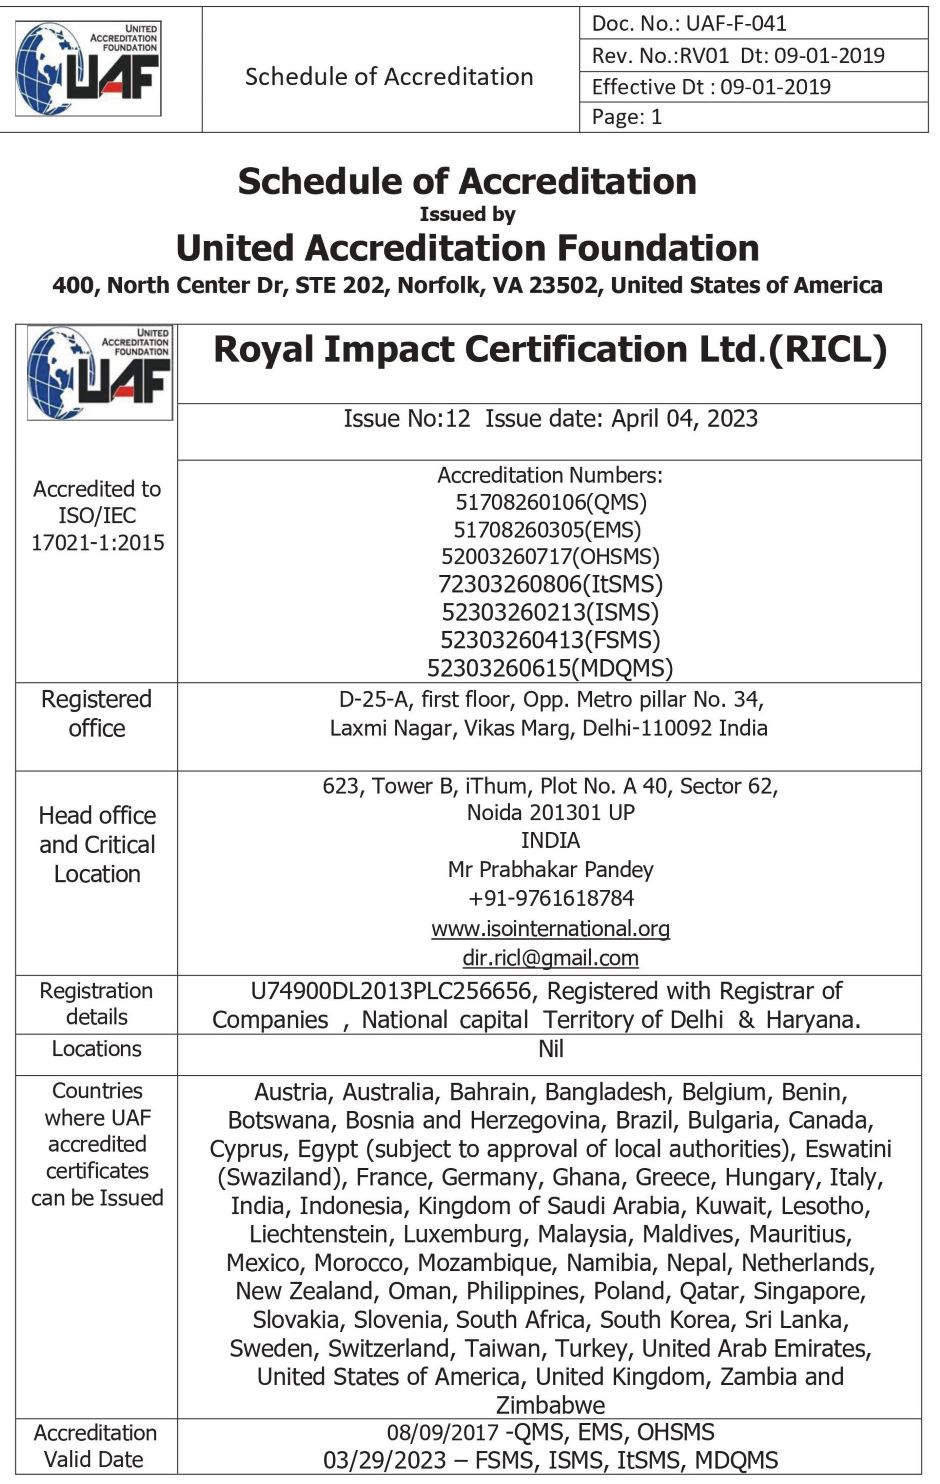 UNITED
ACCREDITATION
FOUNDATION
UAF
Schedule of Accreditation
Doc. No.: UAF-F-041
Rev. No.:RV01 Dt: 09-01-2019
Effective Dt : 09-01-2019
Page: 1
Schedule of Accreditation
Issued by
United Accreditation Foundation
400, North Center Dr, STE 202, Norfolk, VA 23502, United States of America
UNITED
ACCREDITATION
FOUNDATION
UAF
Royal Impact Certification Ltd.(RICL)
Issue No:12 Issue date: April 04, 2023
Accredited to
ISO/IEC
17021-1:2015
Accreditation Numbers:
51708260106(QMS)
51708260305(EMS)
52003260717(OHSMS)
72303260806(ItSMS)
52303260213(ISMS)
52303260413(FSMS)
52303260615(MDQMS)
Registered
office
D-25-A, first floor, Opp. Metro pillar No. 34,
Laxmi Nagar, Vikas Marg, Delhi-110092 India
Head office
and Critical
Location
623, Tower B, iThum, Plot No. A 40, Sector 62,
Noida 201301 UP
INDIA
Mr Prabhakar Pandey
+91-9761618784
www.isointernational.org
dir.ricl@gmail.com
Registration
details
U74900DL2013PLC256656, Registered with Registrar of
Companies , National capital Territory of Delhi & Haryana.
Locations
Nil
Countries
where UAF
accredited
certificates
can be Issued
Austria, Australia, Bahrain, Bangladesh, Belgium, Benin,
Botswana, Bosnia and Herzegovina, Brazil, Bulgaria, Canada,
Cyprus, Egypt (subject to approval of local authorities), Eswatini
(Swaziland), France, Germany, Ghana, Greece, Hungary, Italy,
India, Indonesia, Kingdom of Saudi Arabia, Kuwait, Lesotho,
Liechtenstein, Luxemburg, Malaysia, Maldives, Mauritius,
Mexico, Morocco, Mozambique, Namibia, Nepal, Netherlands,
New Zealand, Oman, Philippines, Poland, Qatar, Singapore,
Slovakia, Slovenia, South Africa, South Korea, Sri Lanka,
Sweden, Switzerland, Taiwan, Turkey, United Arab Emirates,
United States of America, United Kingdom, Zambia and
Zimbabwe
Accreditation
Valid Date
08/09/2017 -QMS, EMS, OHSMS
03/29/2023 – FSMS, ISMS, ItSMS, MDQMS